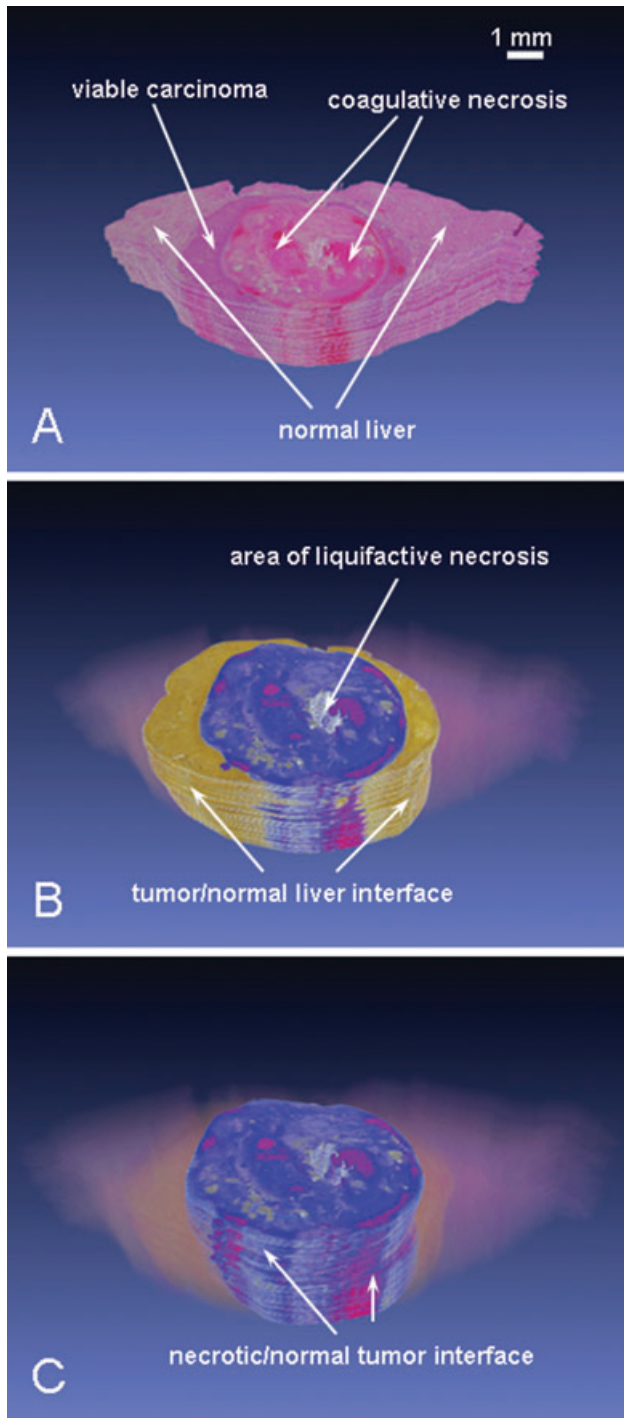 1 mm
viable carcinoma
coagulative necrosis
normal liver
A
area of liquifactive necrosis
tumor/normal liver interface
B
necrotic/normal tumor interface
C